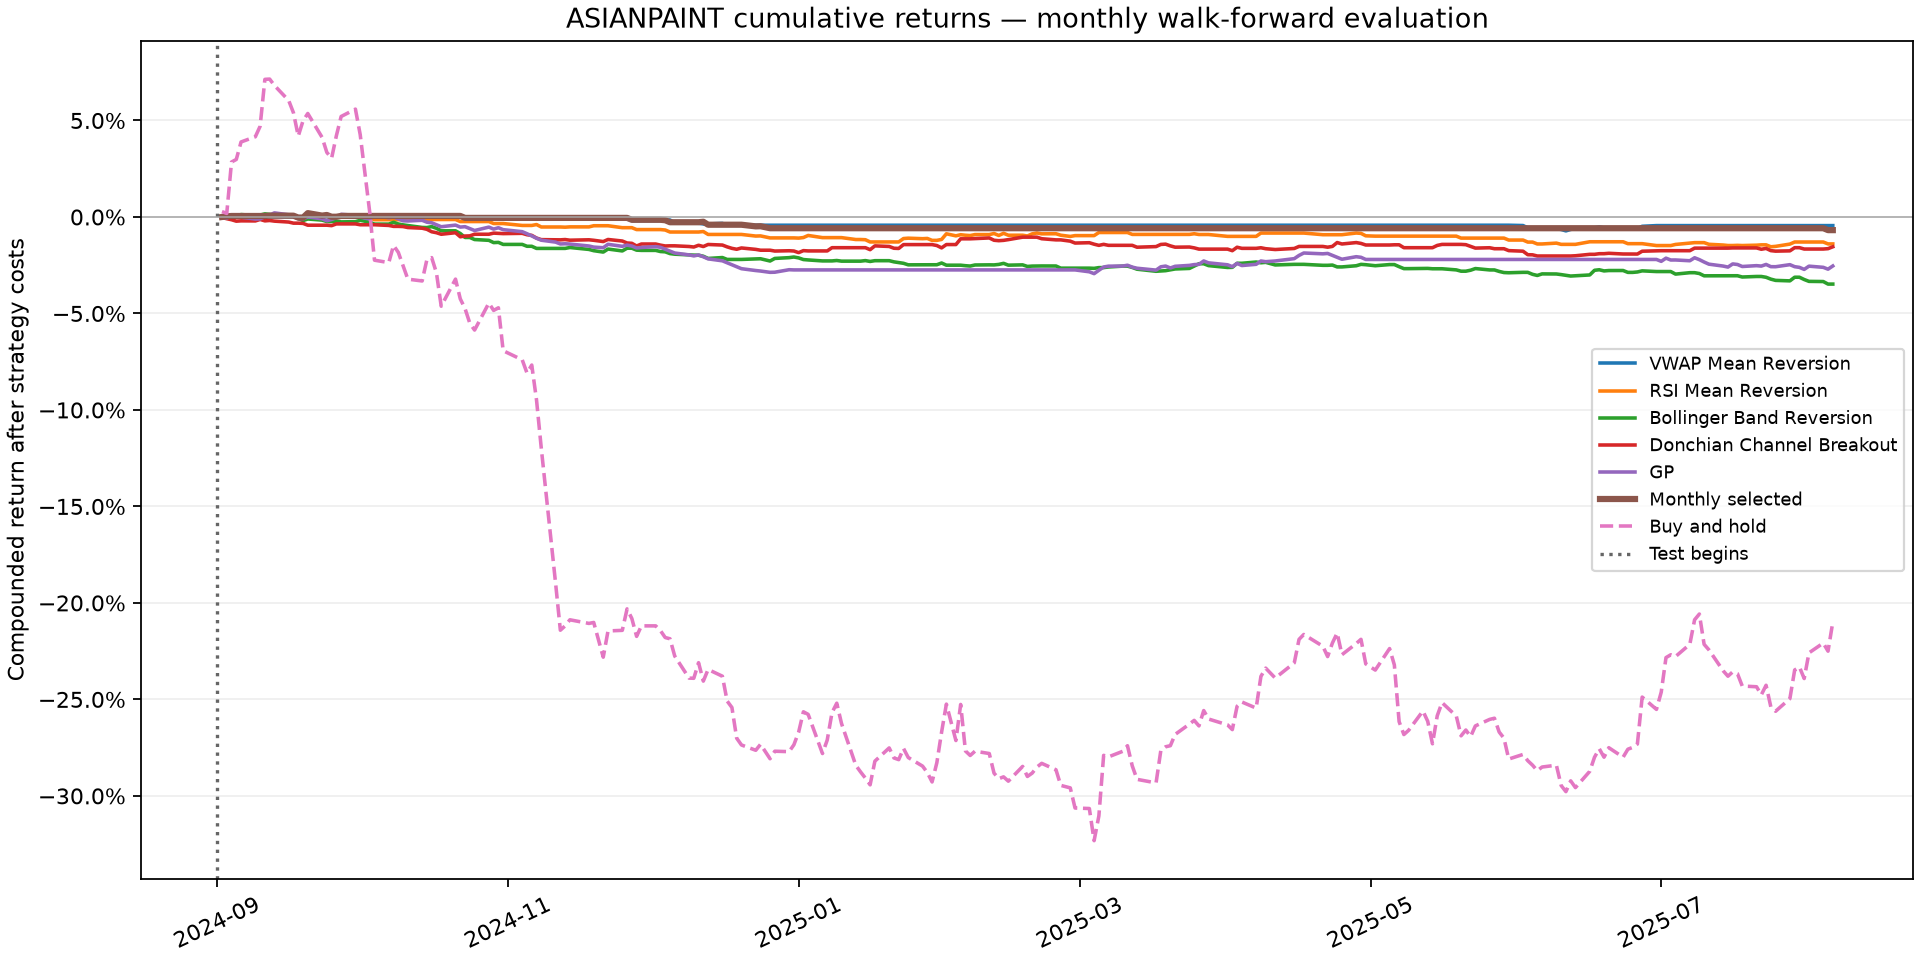 ASIANPAINT cumulative returns — monthly walk-forward evaluation
Compounded return after strategy costs
5.0%
0.0%
−5.0%
−10.0%
−15.0%
−20.0%
−25.0%
−30.0%
VWAP Mean Reversion
RSI Mean Reversion
Bollinger Band Reversion
Donchian Channel Breakout
GP
Monthly selected
Buy and hold
Test begins
2024-09
2024-11
2025-01
2025-03
2025-05
2025-07